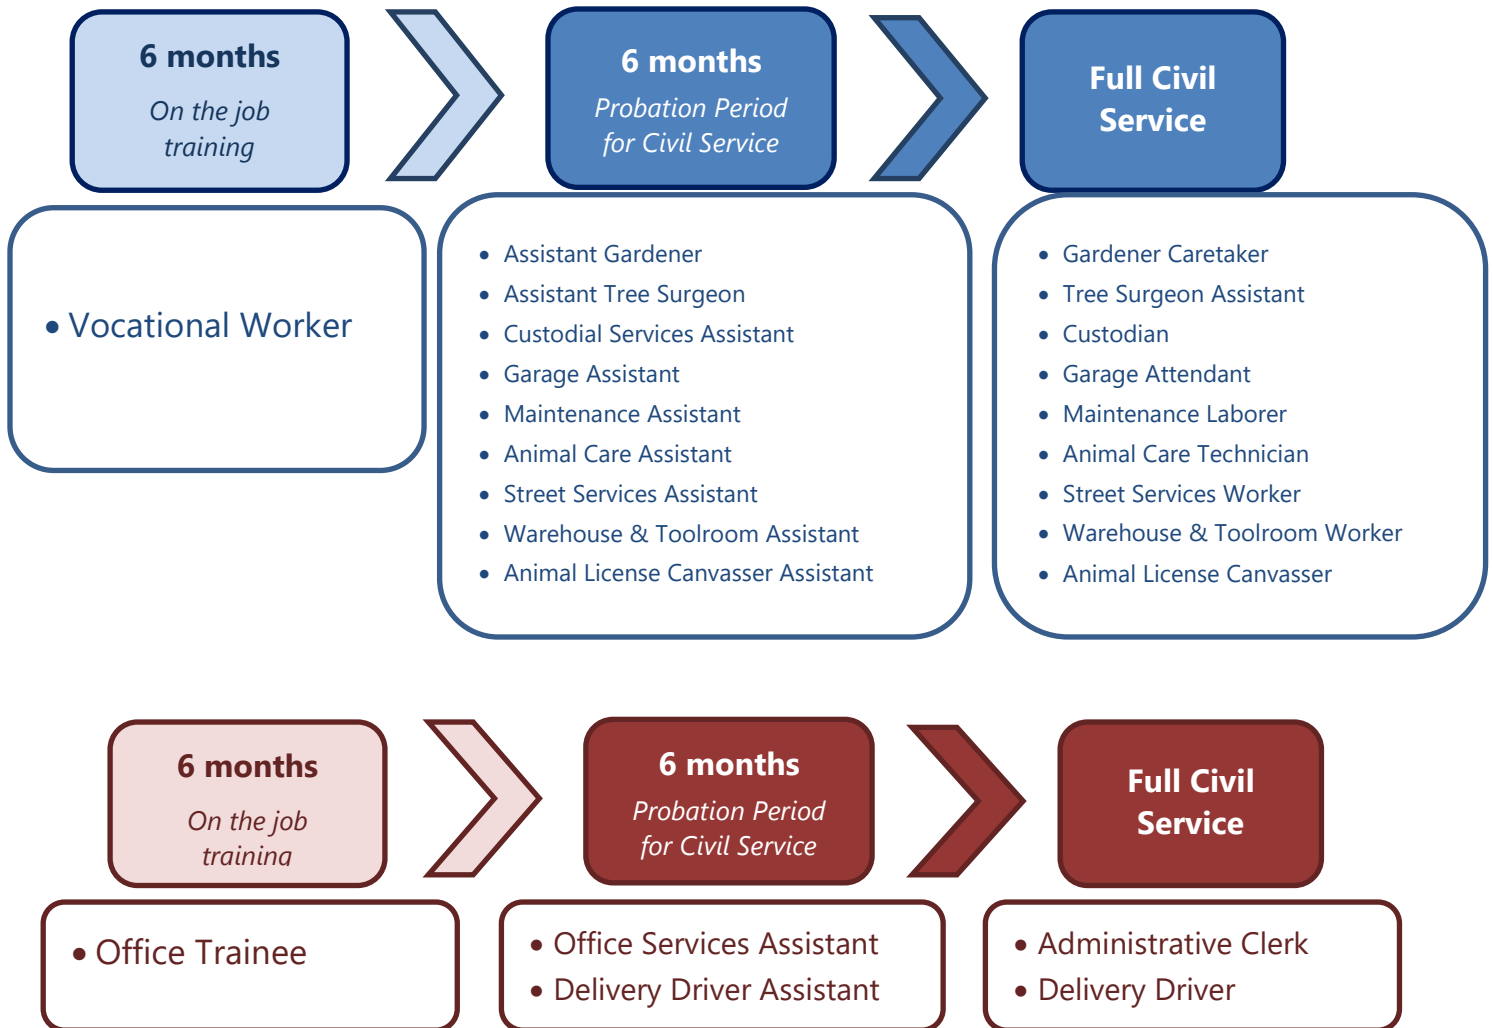 6 months
On the job
training
6 months
Probation Period
for Civil Service
Full Civil
Service
• Vocational Worker
• Assistant Gardener
• Assistant Tree Surgeon
• Custodial Services Assistant
• Garage Assistant
• Maintenance Assistant
• Animal Care Assistant
• Street Services Assistant
• Warehouse & Toolroom Assistant
• Animal License Canvasser Assistant
• Gardener Caretaker
• Tree Surgeon Assistant
• Custodian
• Garage Attendant
• Maintenance Laborer
• Animal Care Technician
• Street Services Worker
• Warehouse & Toolroom Worker
• Animal License Canvasser
6 months
On the job
training
6 months
Probation Period
for Civil Service
Full Civil
Service
• Office Trainee
• Office Services Assistant
• Delivery Driver Assistant
• Administrative Clerk
• Delivery Driver